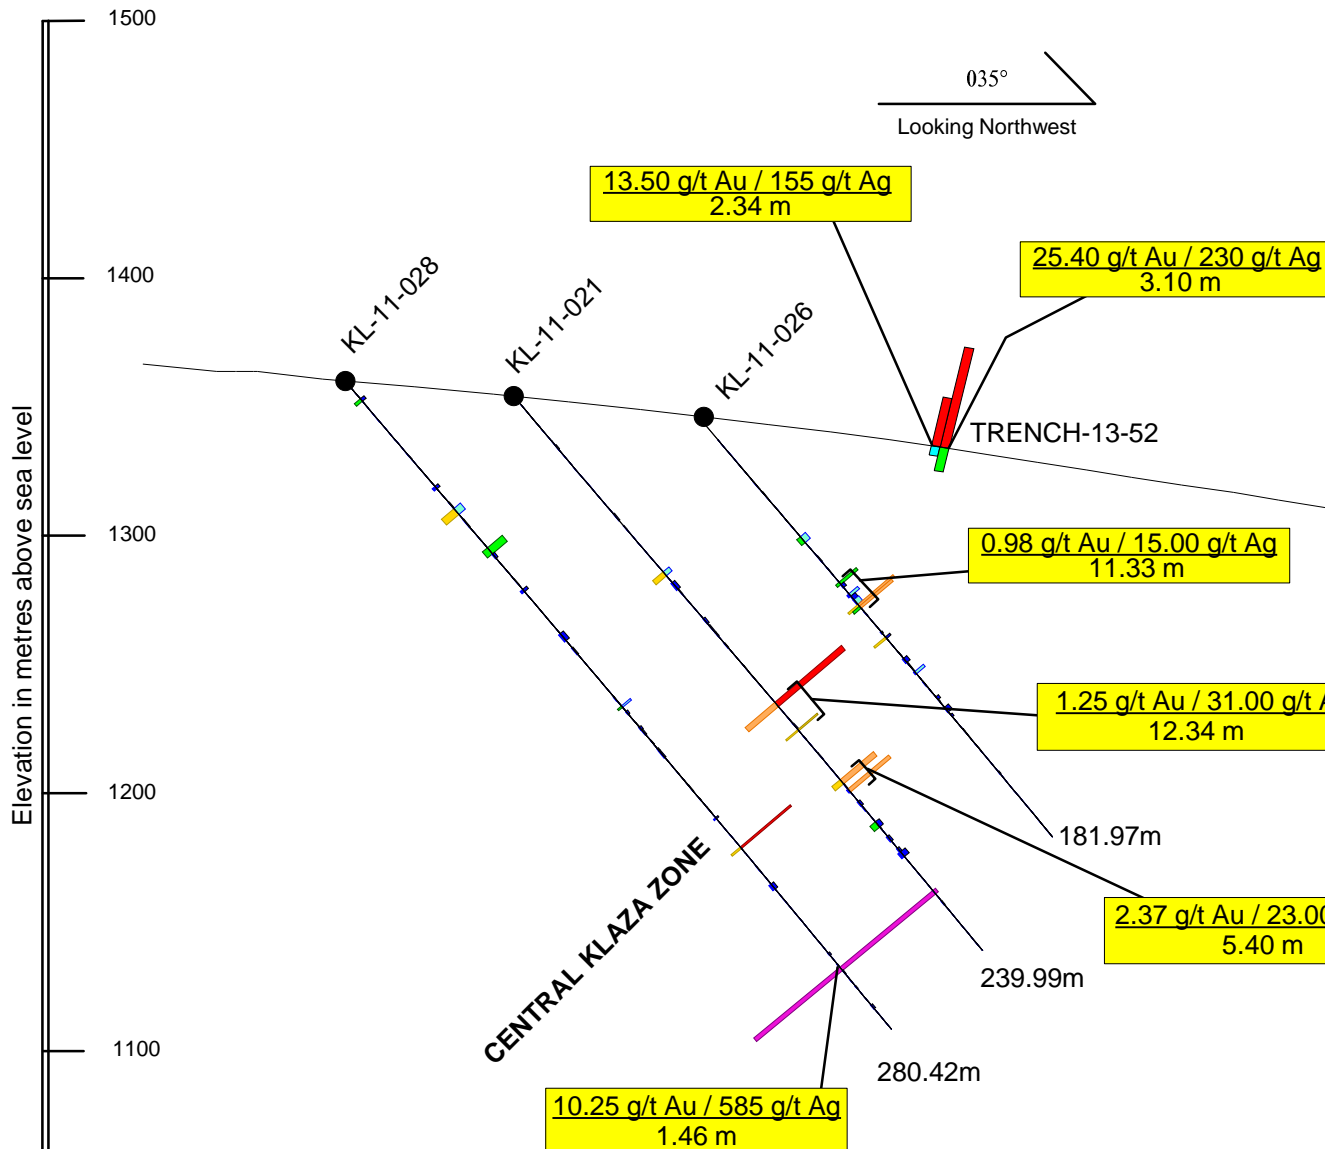 1500
035°
Looking Northwest
13.50 g/t Au / 155 g/t Ag
2.34 m
25.40 g/t Au / 230 g/t Ag
3.10 m
1400
KL-11-028
KL-11-021
KL-11-026
TRENCH-13-52
Elevation in metres above sea level
1300
0.98 g/t Au / 15.00 g/t Ag
11.33 m
1.25 g/t Au / 31.00 g/t A
12.34 m
1200
181.97m
CENTRAL KLAZA ZONE
2.37 g/t Au / 23.00
5.40 m
239.99m
1100
280.42m
10.25 g/t Au / 585 g/t Ag
1.46 m